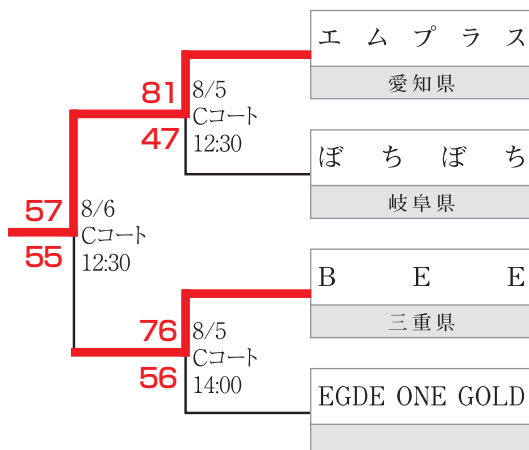 エムプラス
愛知県
81
47
8/5
Cコート
12:30
ぼちぼち
岐阜県
57
55
8/6
Cコート
12:30
BEE
三重県
76
56
8/5
Cコート
14:00
EGDE ONE GOLD